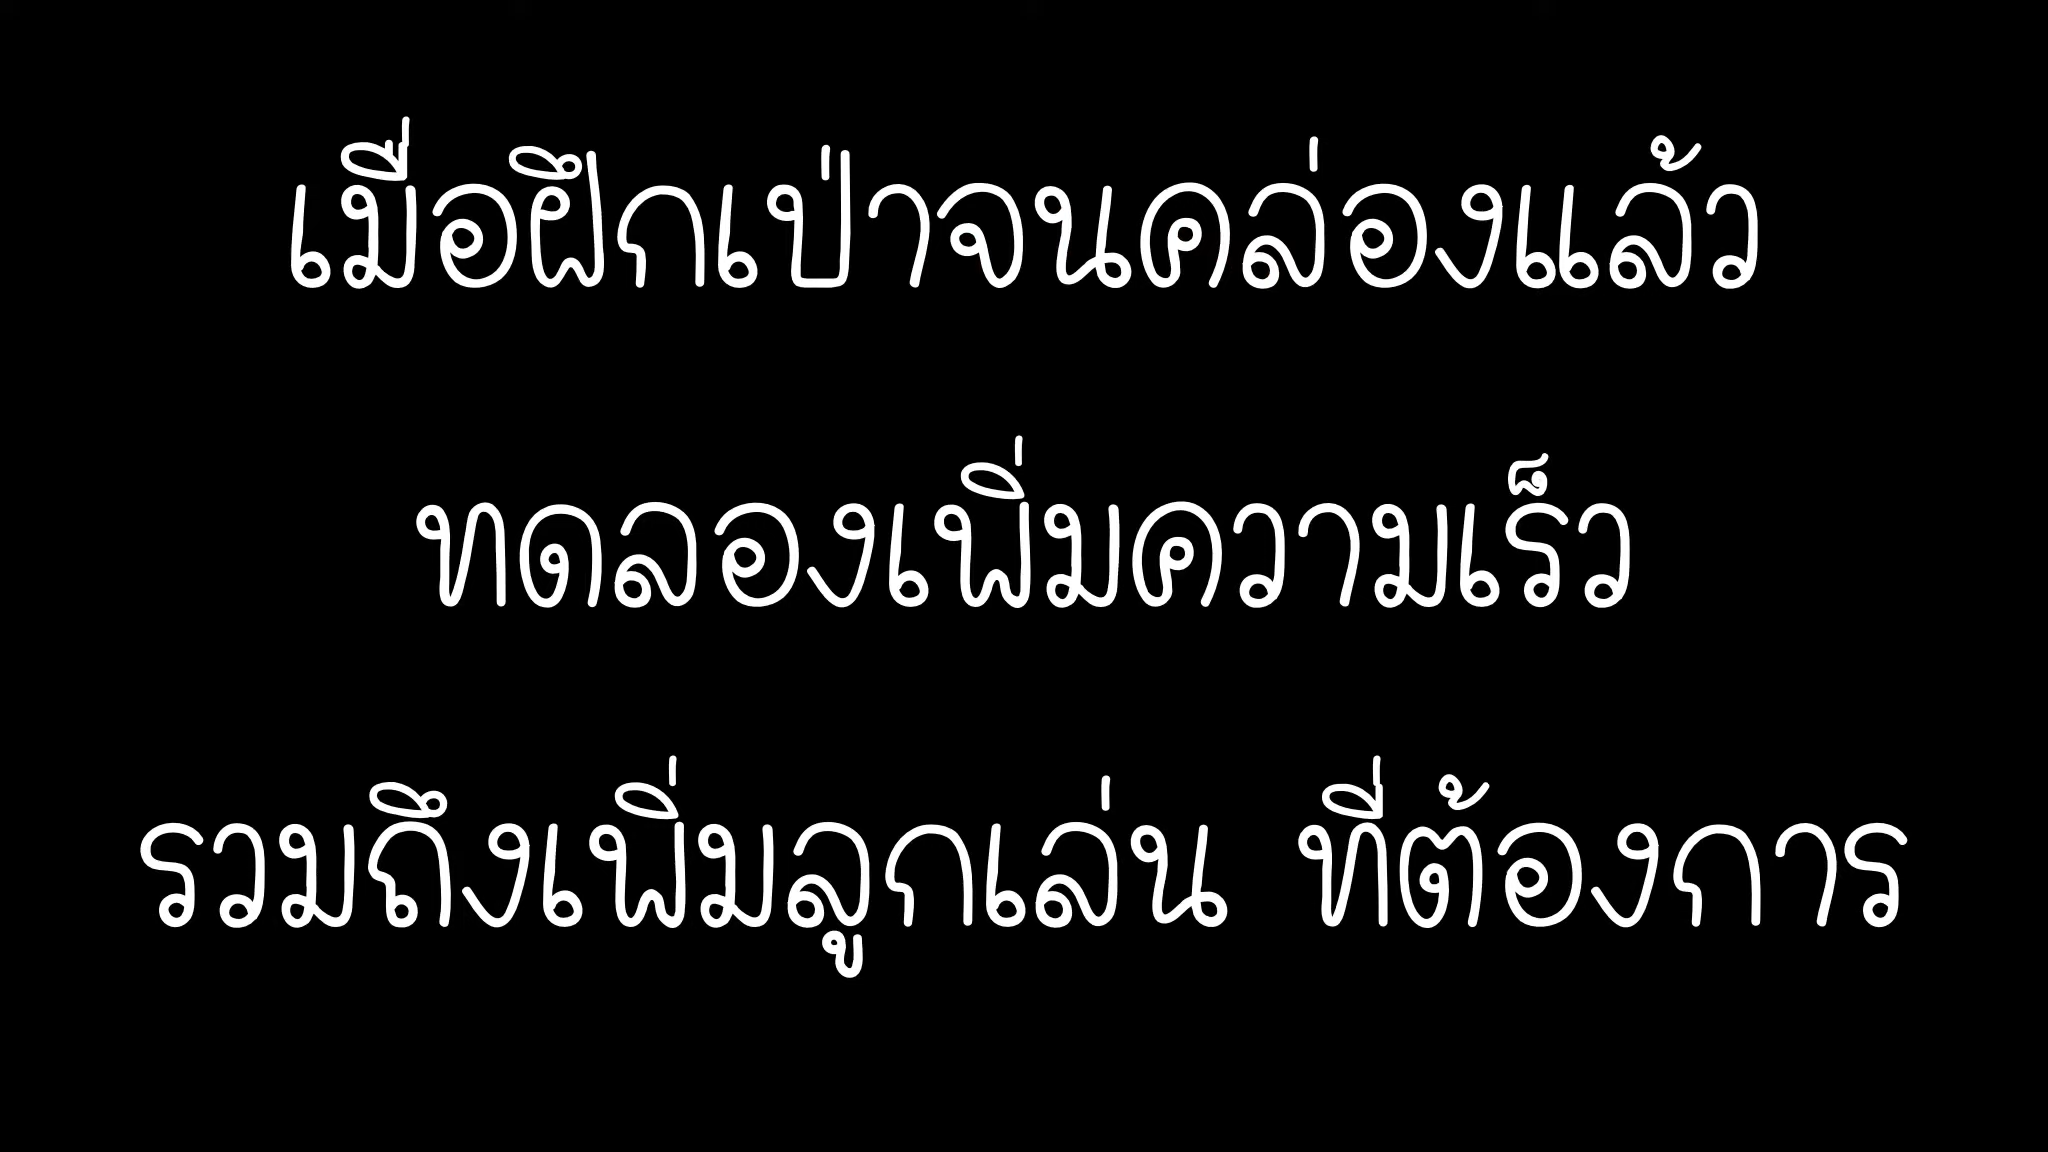 เมื่อฝึกเป่าจนคล่องแล้ว
ทดลองเพิ่มความเร็ว
รวมถึงเพิ่มลูกเล่น ที่ต้องการ